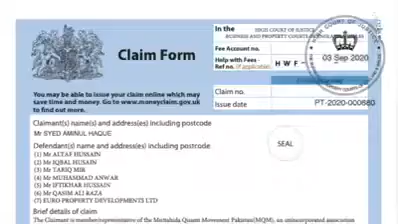 Claim Form
In the
HIGH COURT OF JUSTICE
BUSINESS AND PROPERTY COURTS OF ENGLAND & WALES
Fee Account no.
Help with Fees -
Ref no. (if applicable) H W F -
03 Sep 2020
You may be able to issue your claim online which may
save time and money. Go to www.moneyclaim.gov.uk
to find out more.
Claim no.
Issue date PT-2020-000680
Claimant(s) name(s) and address(es) including postcode
Mr SYED AMINUL HAQUE
SEAL
Defendant(s) name and address(es) including postcode
(1) Mr ALTAF HUSSAIN
(2) Mr IQBAL HUSAIN
(3) Mr TARIQ MIR
(4) Mr MUHAMMAD ANWAR
(5) Mr IFTIKHAR HUSSAIN
(6) Mr QASIM ALI RAZA
(7) EURO PROPERTY DEVELOPMENTS LTD
Brief details of claim
The Claimant is member/representative of the Muttahida Quami Movement Pakistan(MQM), an unincorporated association